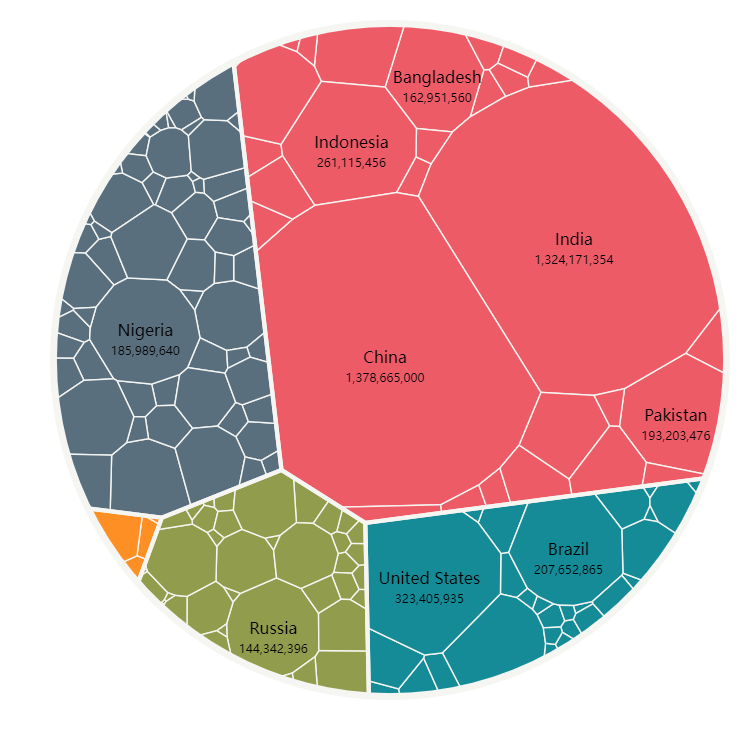 Bangladesh
162,951,560
Indonesia
261,115,456
India
1,324,171,354
Nigeria
185,989,640
China
1,378,665,000
Pakistan
193,203,476
United States
323,405,935
Brazil
207,652,865
Russia
144,342,396